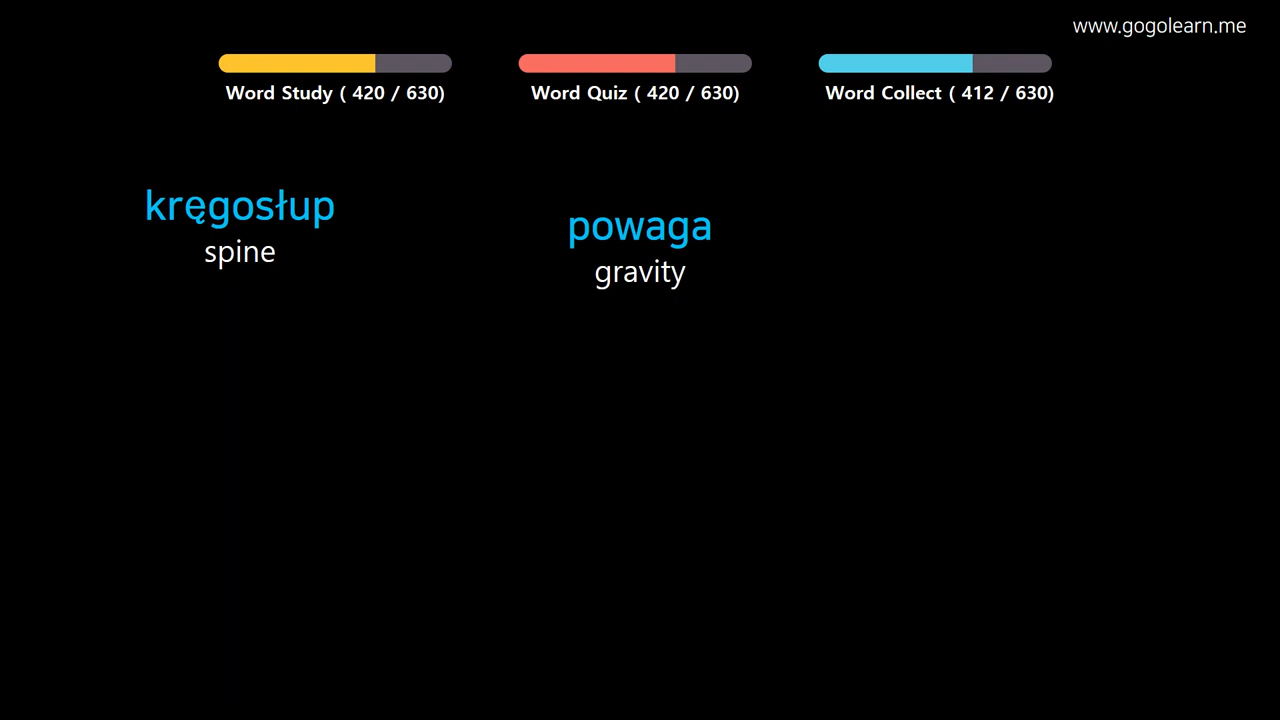 www.gogolearn.me
Word Study ( 420 / 630)
Word Quiz ( 420 / 630)
Word Collect ( 412 / 630)
kręgosłup
spine
powaga
gravity